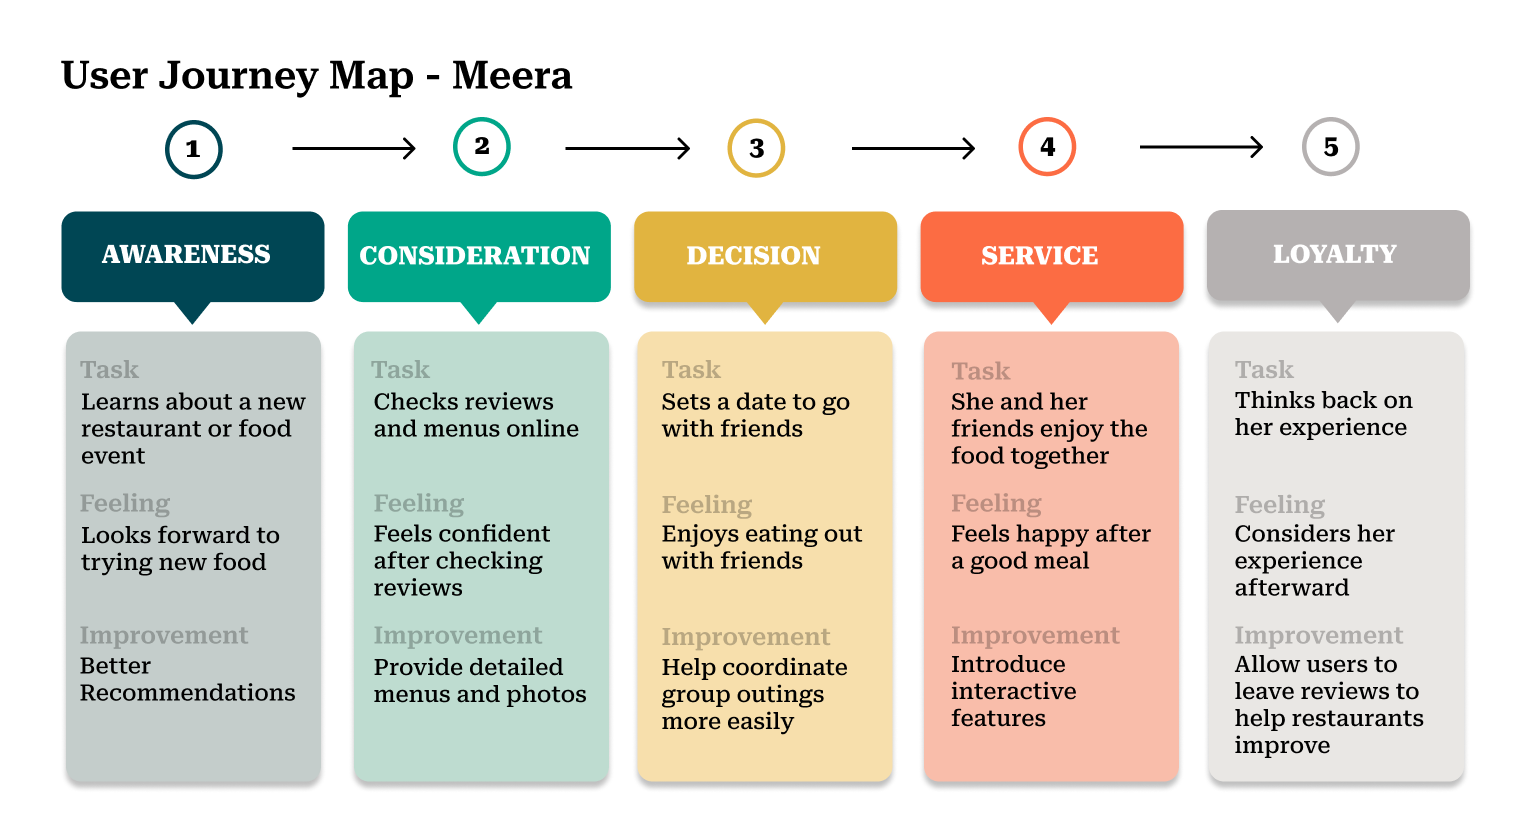 User Journey Map - Meera
1
2
3
4
5
AWARENESS
CONSIDERATION
DECISION
SERVICE
LOYALTY
Task
Learns about a new
restaurant or food
event
Feeling
Looks forward to
trying new food
Improvement
Better
Recommendations
Task
Checks reviews
and menus online
Feeling
Feels confident
after checking
reviews
Improvement
Provide detailed
menus and photos
Task
Sets a date to go
with friends
Feeling
Enjoys eating out
with friends
Improvement
Help coordinate
group outings
more easily
Task
She and her
friends enjoy the
food together
Feeling
Feels happy after
a good meal
Improvement
Introduce
interactive
features
Task
Thinks back on
her experience
Feeling
Considers her
experience
afterward
Improvement
Allow users to
leave reviews to
help restaurants
improve